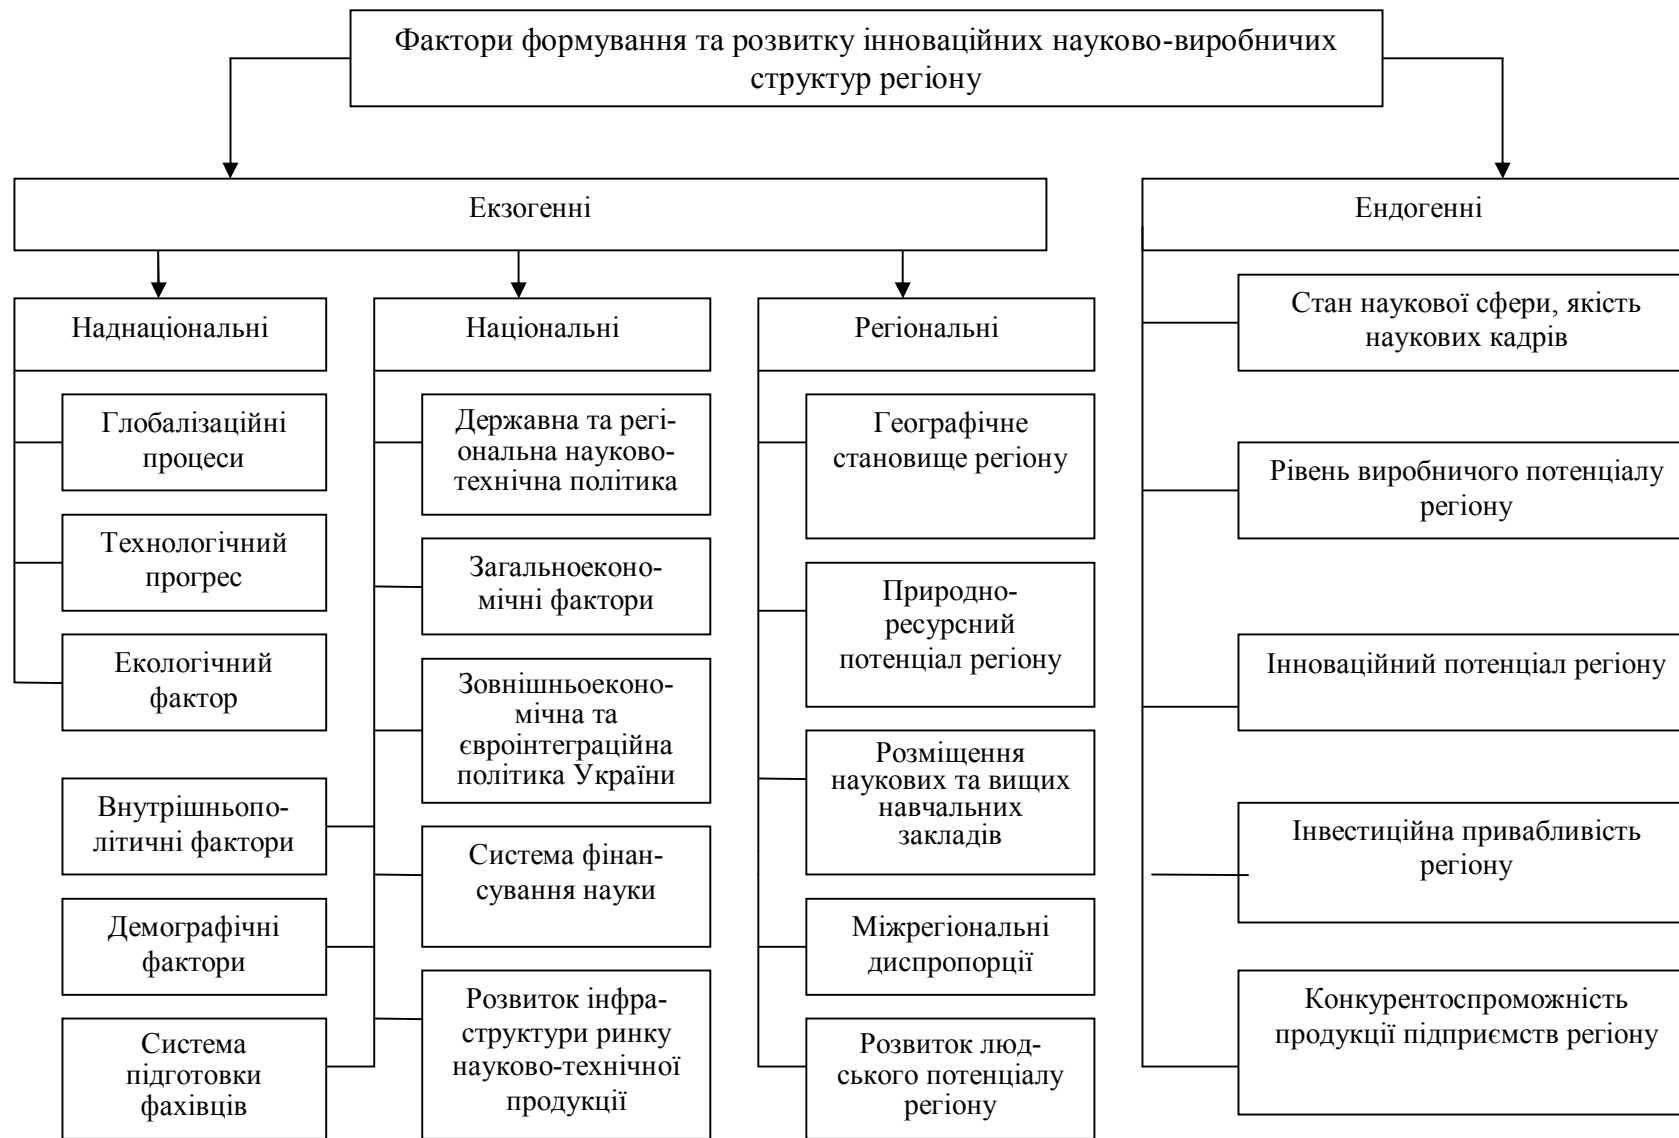 Фактори формування та розвитку інноваційних науково-виробничих
структур регіону
Екзогенні
Ендогенні
Наднаціональні
Національні
Регіональні
Глобалізаційні
процеси
Технологічний
прогрес
Екологічний
фактор
Внутрішньопо-
літичні фактори
Демографічні
фактори
Система
підготовки
фахівців
Державна та регі-
ональна науково-
технічна політика
Загальноеконо-
мічні фактори
Зовнішньоеконо-
мічна та
євроінтеграційна
політика України
Система фінан-
сування науки
Розвиток інфра-
структури ринку
науково-технічної
продукції
Географічне
становище регіону
Природно-
ресурсний
потенціал регіону
Розміщення
наукових та вищих
навчальних
закладів
Міжрегіональні
диспропорції
Розвиток люд-
ського потенціалу
регіону
Стан наукової сфери, якість
наукових кадрів
Рівень виробничого потенціалу
регіону
Інноваційний потенціал регіону
Інвестиційна привабливість
регіону
Конкурентоспроможність
продукції підприємств регіону